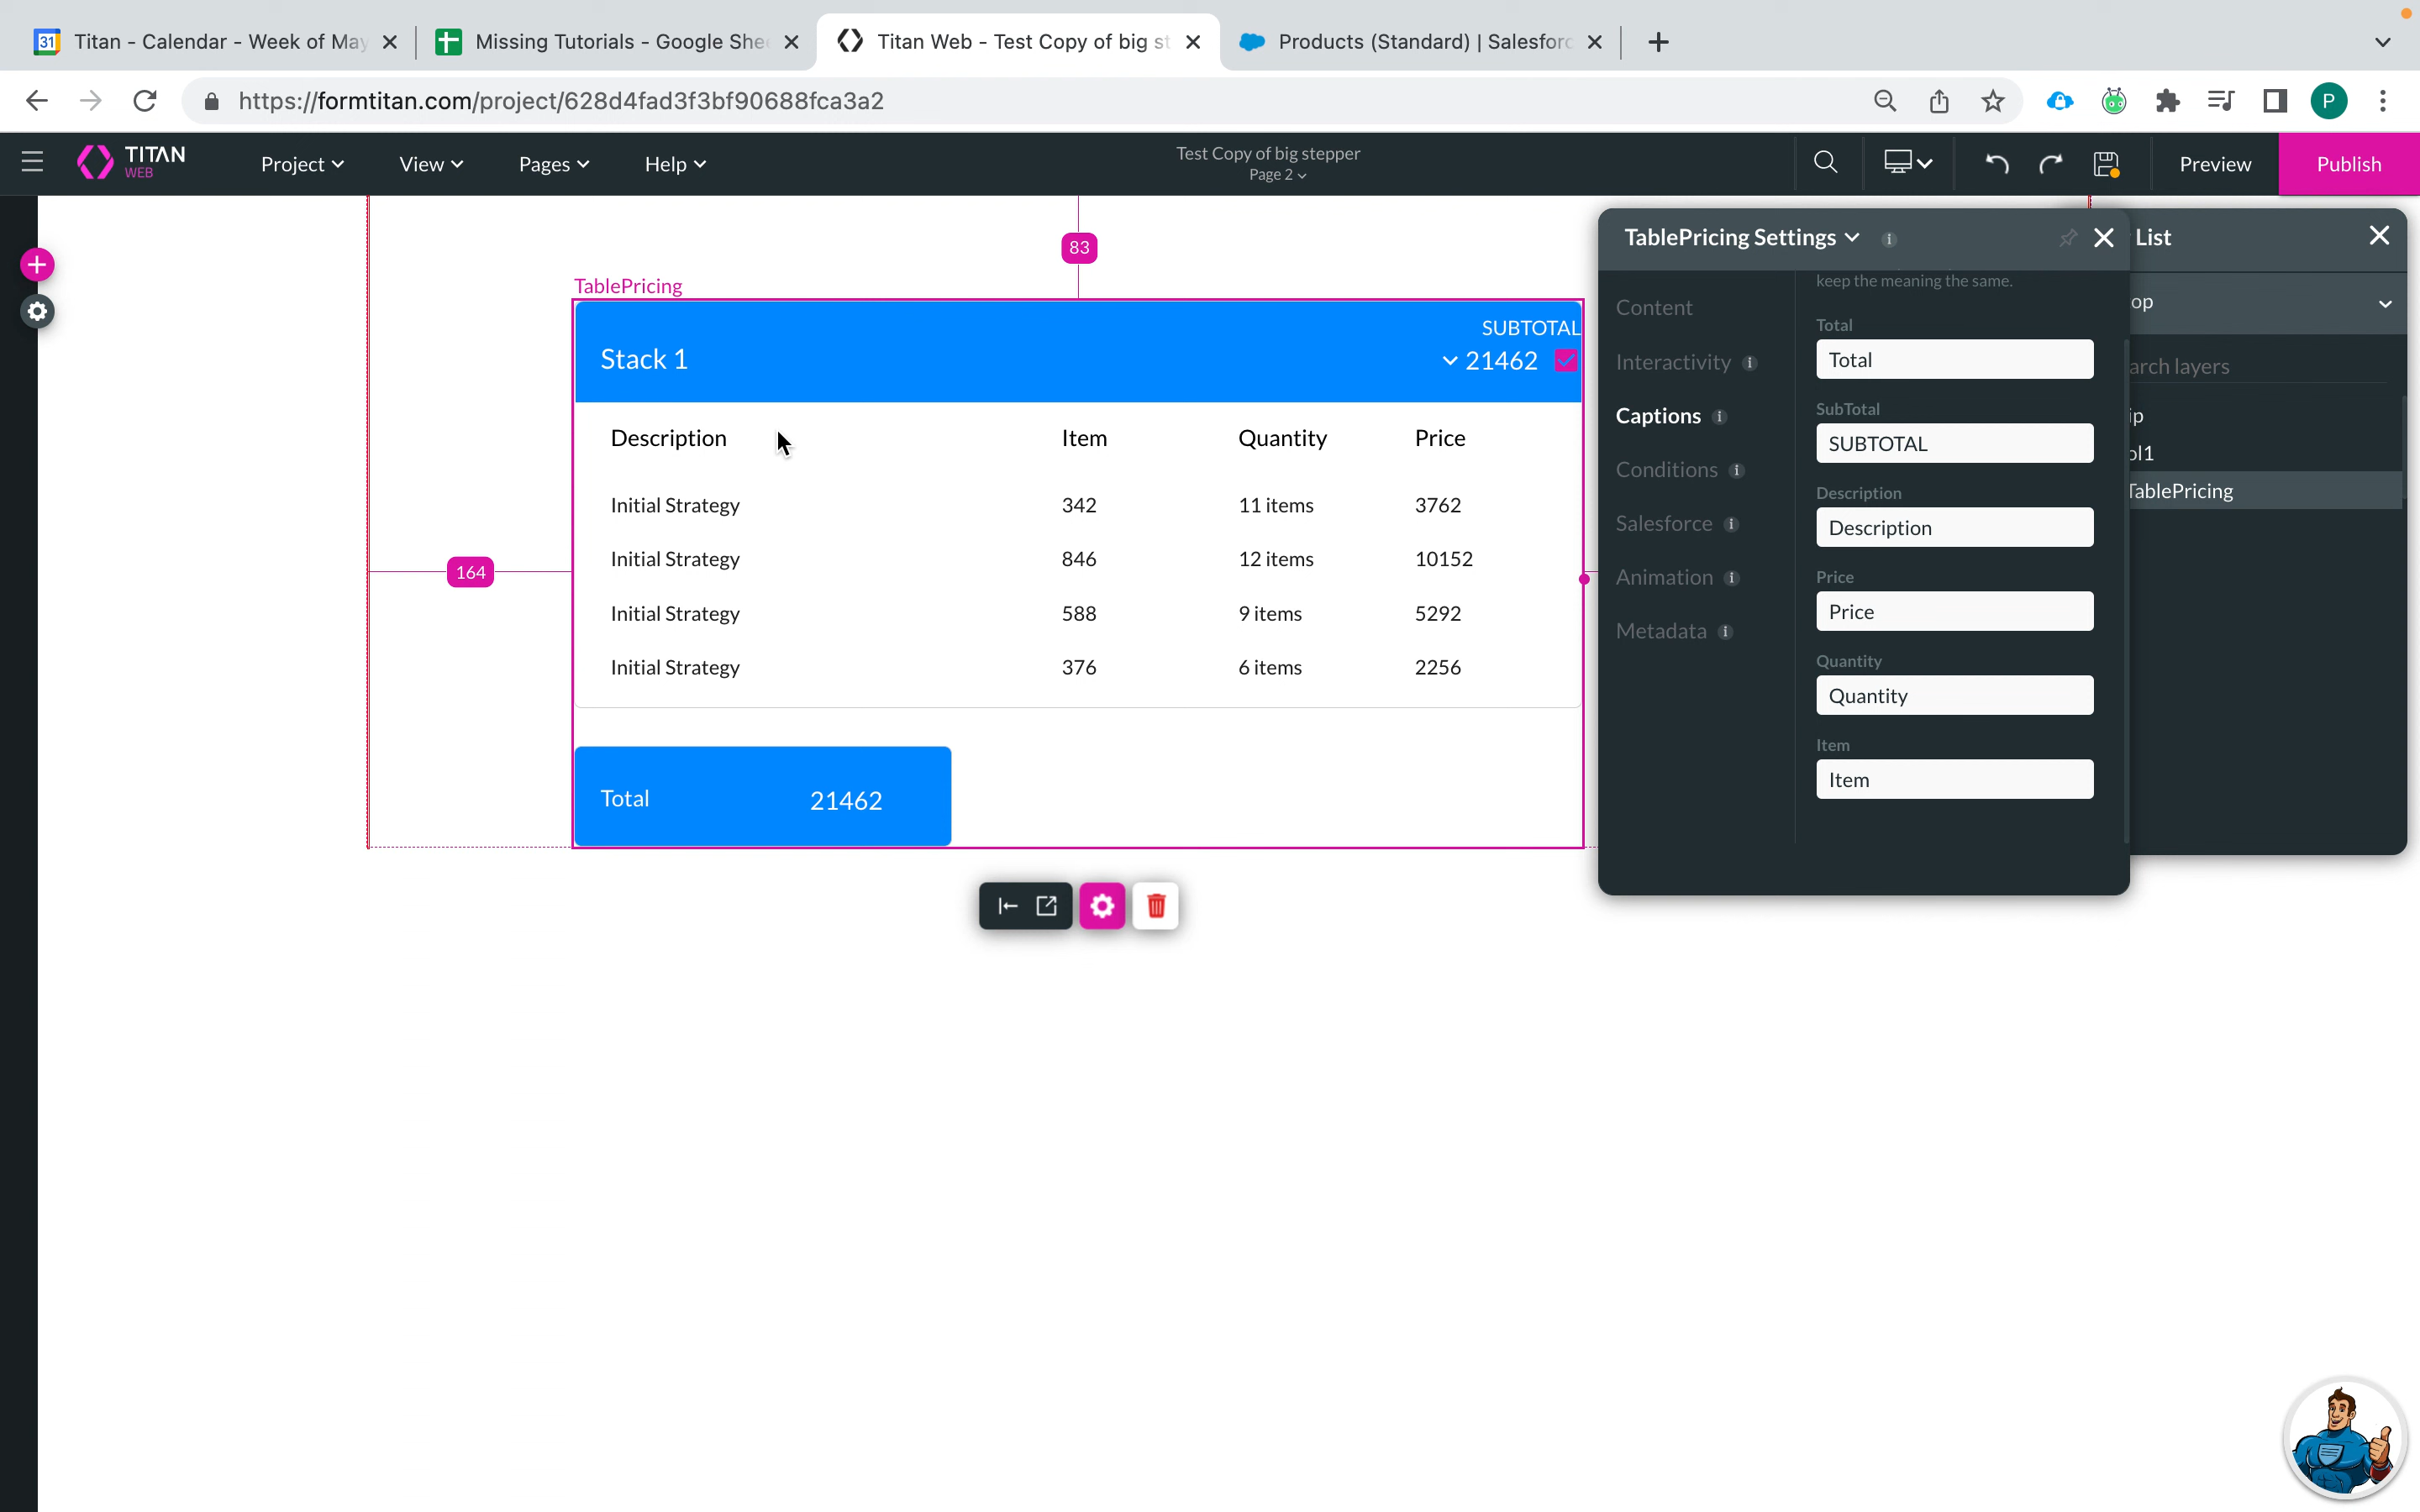 Titan - Calendar - Week of May
Missing Tutorials - Google She
Titan Web - Test Copy of big st
Products (Standard) | Salesforc
https://formtitan.com/project/628d4fad3f3bf90688fca3a2
P
TITAN
WEB
Project
View
Pages
Help
Test Copy of big stepper
Page 2
Preview
Publish
83
TablePricing
SUBTOTAL
Stack 1
21462
Description Item Quantity Price
Initial Strategy 342 11 items 3762
Initial Strategy 846 12 items 10152
Initial Strategy 588 9 items 5292
Initial Strategy 376 6 items 2256
164
Total 21462
TablePricing Settings
keep the meaning the same.
Content
Interactivity
Captions
Conditions
Salesforce
Animation
Metadata
Total
Total
SubTotal
SUBTOTAL
Description
Description
Price
Price
Quantity
Quantity
Item
Item
List
op
arch layers
ip
ol1
TablePricing
31